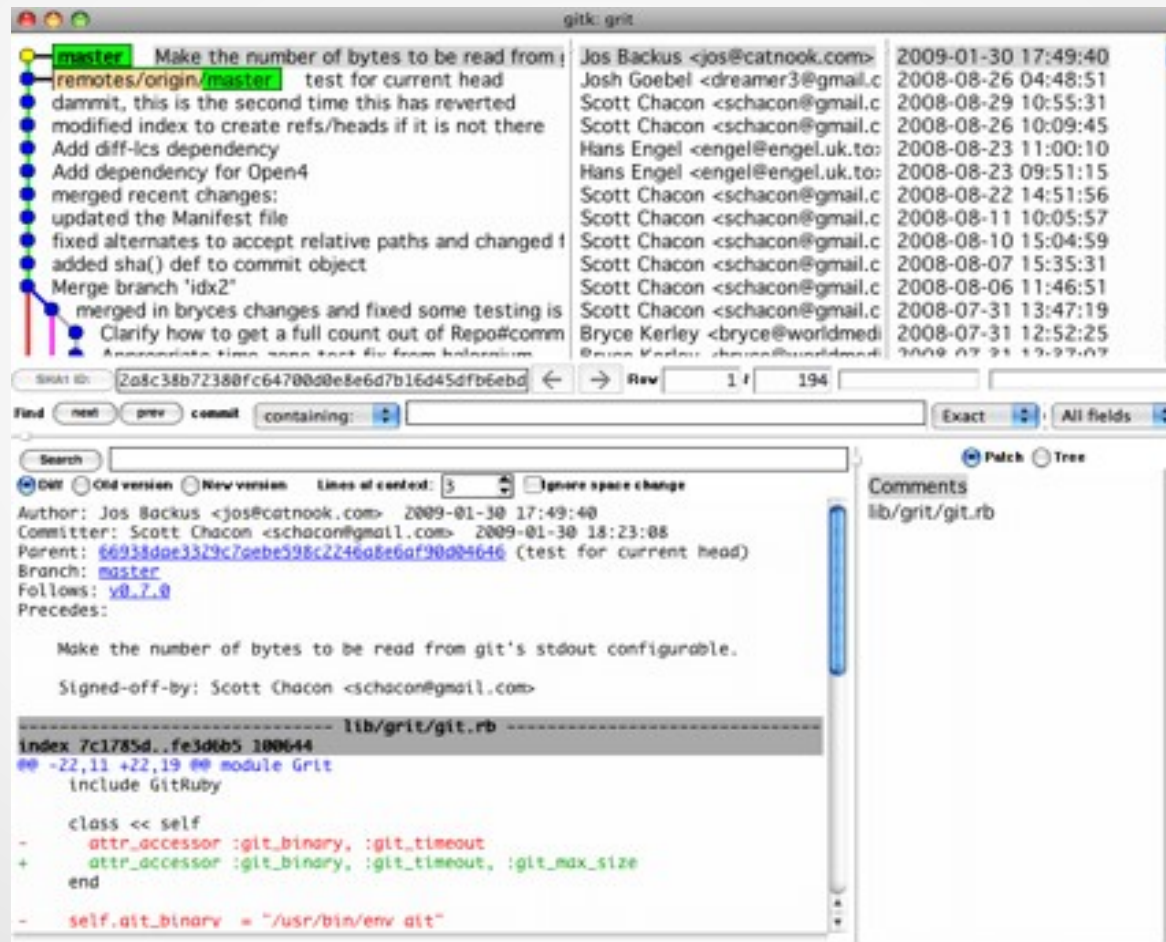 gitk: grit
master Make the number of bytes to be read from Jos Backus <jos@catnook.com> 2009-01-30 17:49:40
remotes/origin/master test for current head Josh Goebel <dreamer3@gmail.c 2008-08-26 04:48:51
dammit, this is the second time this has reverted Scott Chacon <schacon@gmail.c 2008-08-29 10:55:31
modified index to create refs/heads if it is not there Scott Chacon <schacon@gmail.c 2008-08-26 10:09:45
Add diff-lcs dependency Hans Engel <engel@engel.uk.to> 2008-08-23 11:00:10
Add dependency for Open4 Hans Engel <engel@engel.uk.to> 2008-08-23 09:51:15
merged recent changes: Scott Chacon <schacon@gmail.c 2008-08-22 14:51:56
updated the Manifest file Scott Chacon <schacon@gmail.c 2008-08-11 10:05:57
fixed alternates to accept relative paths and changed f Scott Chacon <schacon@gmail.c 2008-08-10 15:04:59
added sha() def to commit object Scott Chacon <schacon@gmail.c 2008-08-07 15:35:31
Merge branch 'idx2' Scott Chacon <schacon@gmail.c 2008-08-06 11:46:51
merged in bryces changes and fixed some testing is Scott Chacon <schacon@gmail.c 2008-07-31 13:47:19
Clarify how to get a full count out of Repo#comm Bryce Kerley <bryce@worldmedi 2008-07-31 12:52:25
Appropriate time-zone test fix from halorgium Bryce Kerley <bryce@worldmedi 2008-07-31 12:37:07
SHA1 ID: 2a8c38b72380fc64700d0e8e6d7b16d45dfb6ebd ← → Row 1 / 194
Find next prev commit containing: Exact All fields
Search
Diff Old version New version Lines of context: 3 Ignore space change
Author: Jos Backus <jos@catnook.com> 2009-01-30 17:49:40
Committer: Scott Chacon <schacon@gmail.com> 2009-01-30 18:23:08
Parent: 66938dae3329c7aebe598c2246a8e6af90d04646 (test for current head)
Branch: master
Follows: v0.7.0
Precedes:
Make the number of bytes to be read from git's stdout configurable.
Signed-off-by: Scott Chacon <schacon@gmail.com>
------------------------------- lib/grit/git.rb -------------------------------
index 7c1785d..fe3d6b5 100644
@@ -22,11 +22,19 @@ module Grit
include GitRuby
class << self
- attr_accessor :git_binary, :git_timeout
+ attr_accessor :git_binary, :git_timeout, :git_max_size
end
- self.git_binary = "/usr/bin/env git"
Patch Tree
Comments
lib/grit/git.rb